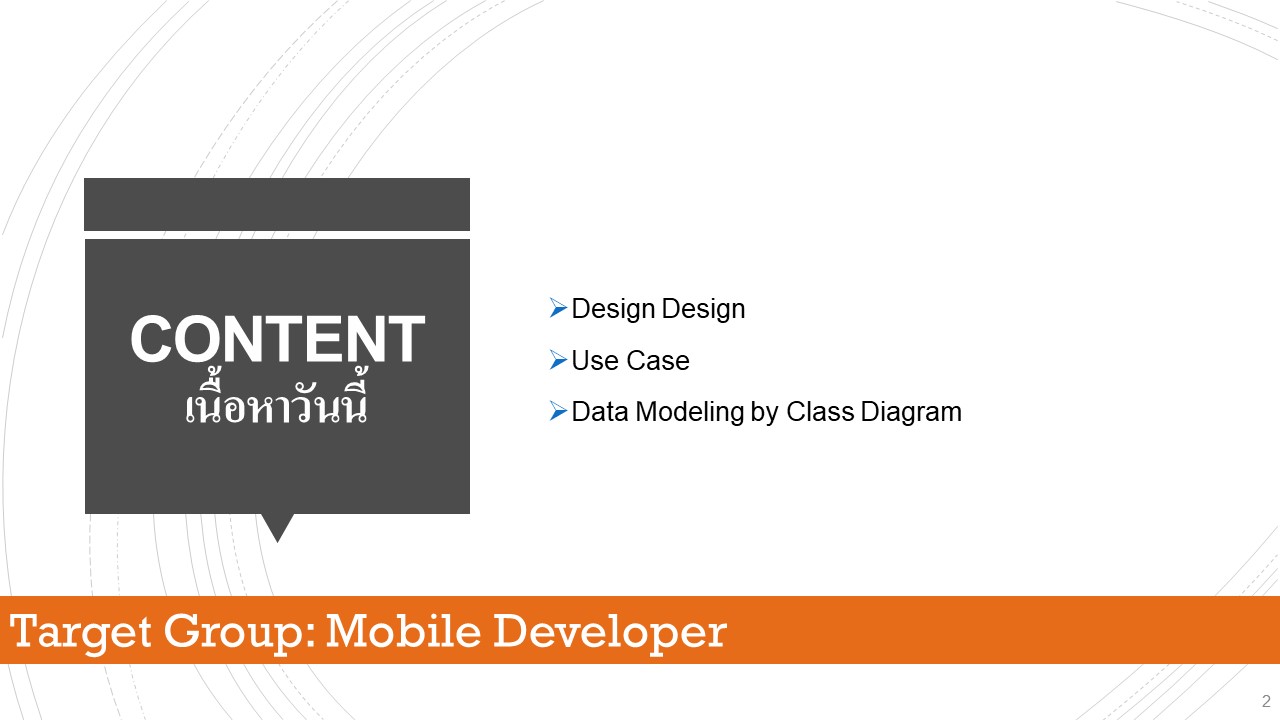 CONTENT
เนื้อหาวันนี้
Design Design
Use Case
Data Modeling by Class Diagram
Target Group: Mobile Developer
2